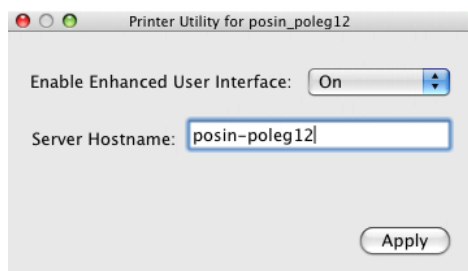 Printer Utility for posin_poleg12
Enable Enhanced User Interface: On
Server Hostname: posin-poleg12
Apply